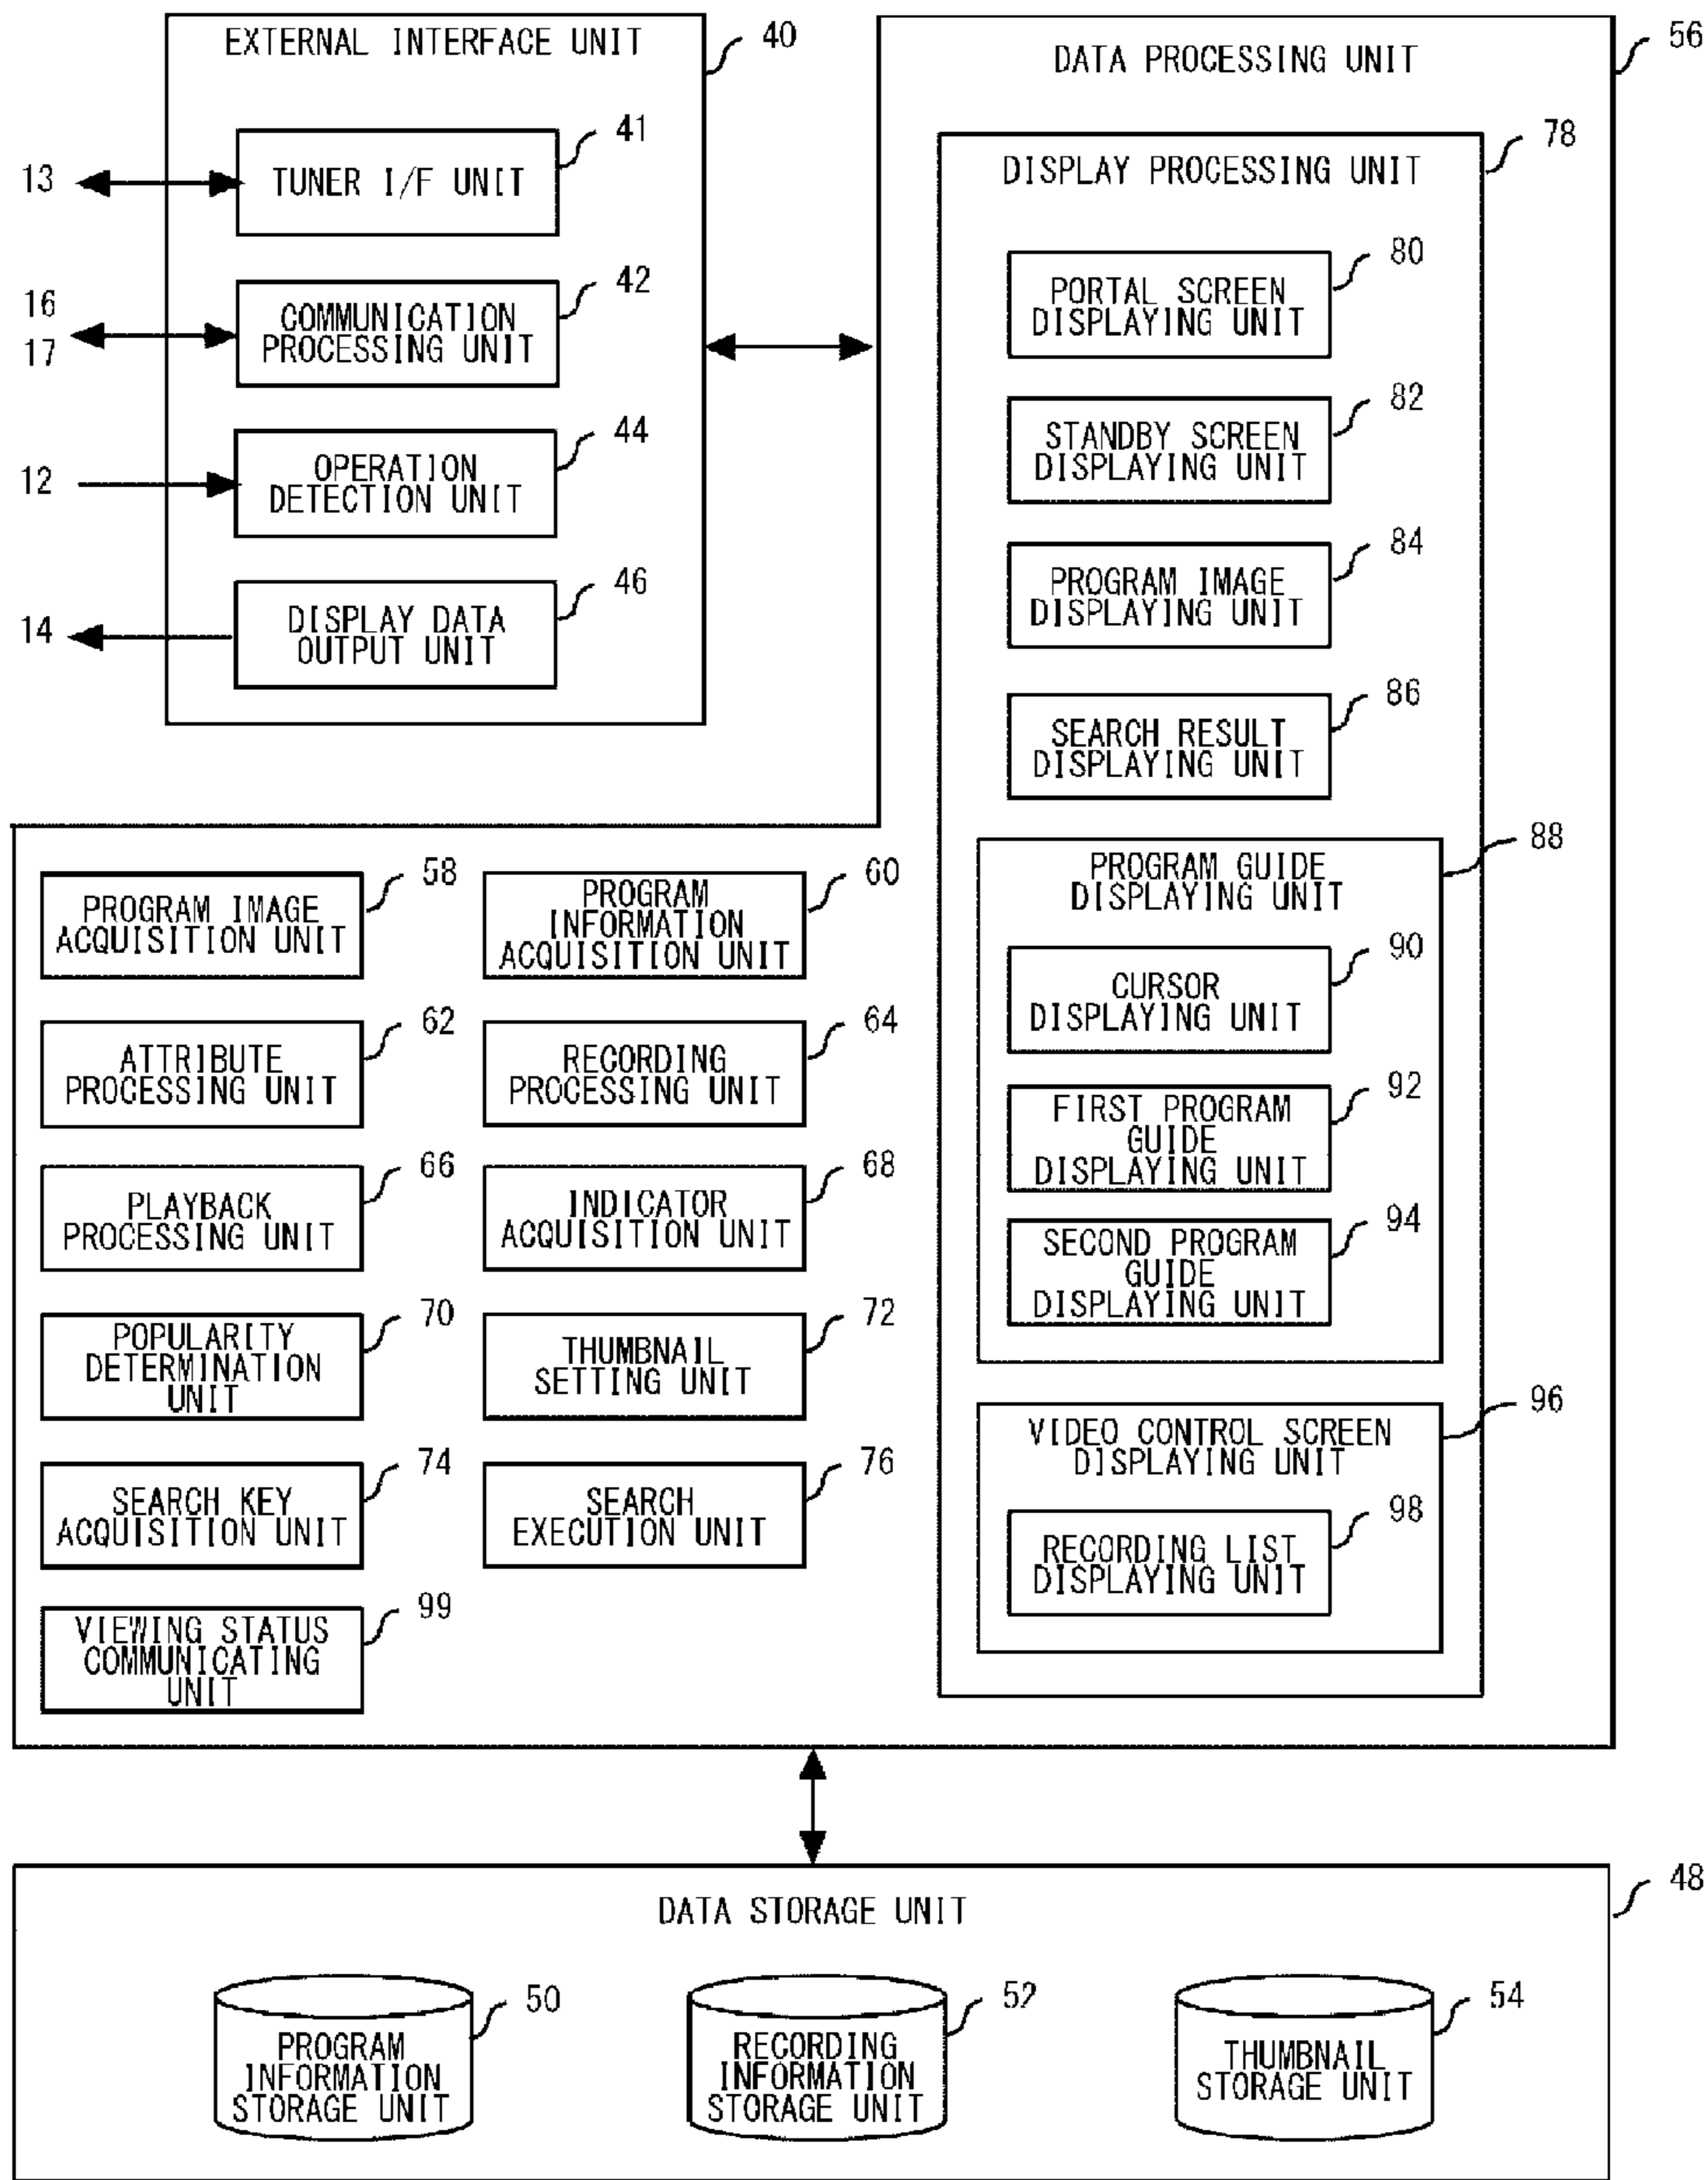 EXTERNAL INTERFACE UNIT
40
41
13
TUNER I/F UNIT
42
16
17
COMMUNICATION
PROCESSING UNIT
44
12
OPERATION
DETECTION UNIT
46
14
DISPLAY DATA
OUTPUT UNIT
56
DATA PROCESSING UNIT
78
DISPLAY PROCESSING UNIT
80
PORTAL SCREEN
DISPLAYING UNIT
82
STANDBY SCREEN
DISPLAYING UNIT
84
PROGRAM IMAGE
DISPLAYING UNIT
86
SEARCH RESULT
DISPLAYING UNIT
88
PROGRAM GUIDE
DISPLAYING UNIT
90
CURSOR
DISPLAYING UNIT
92
FIRST PROGRAM
GUIDE
DISPLAYING UNIT
94
SECOND PROGRAM
GUIDE
DISPLAYING UNIT
96
VIDEO CONTROL SCREEN
DISPLAYING UNIT
98
RECORDING LIST
DISPLAYING UNIT
58
PROGRAM IMAGE
ACQUISITION UNIT
60
PROGRAM
INFORMATION
ACQUISITION UNIT
62
ATTRIBUTE
PROCESSING UNIT
64
RECORDING
PROCESSING UNIT
66
PLAYBACK
PROCESSING UNIT
68
INDICATOR
ACQUISITION UNIT
70
POPULARITY
DETERMINATION
UNIT
72
THUMBNAIL
SETTING UNIT
74
SEARCH KEY
ACQUISITION UNIT
76
SEARCH
EXECUTION UNIT
99
VIEWING STATUS
COMMUNICATING
UNIT
48
DATA STORAGE UNIT
50
PROGRAM
INFORMATION
STORAGE UNIT
52
RECORDING
INFORMATION
STORAGE UNIT
54
THUMBNAIL
STORAGE UNIT